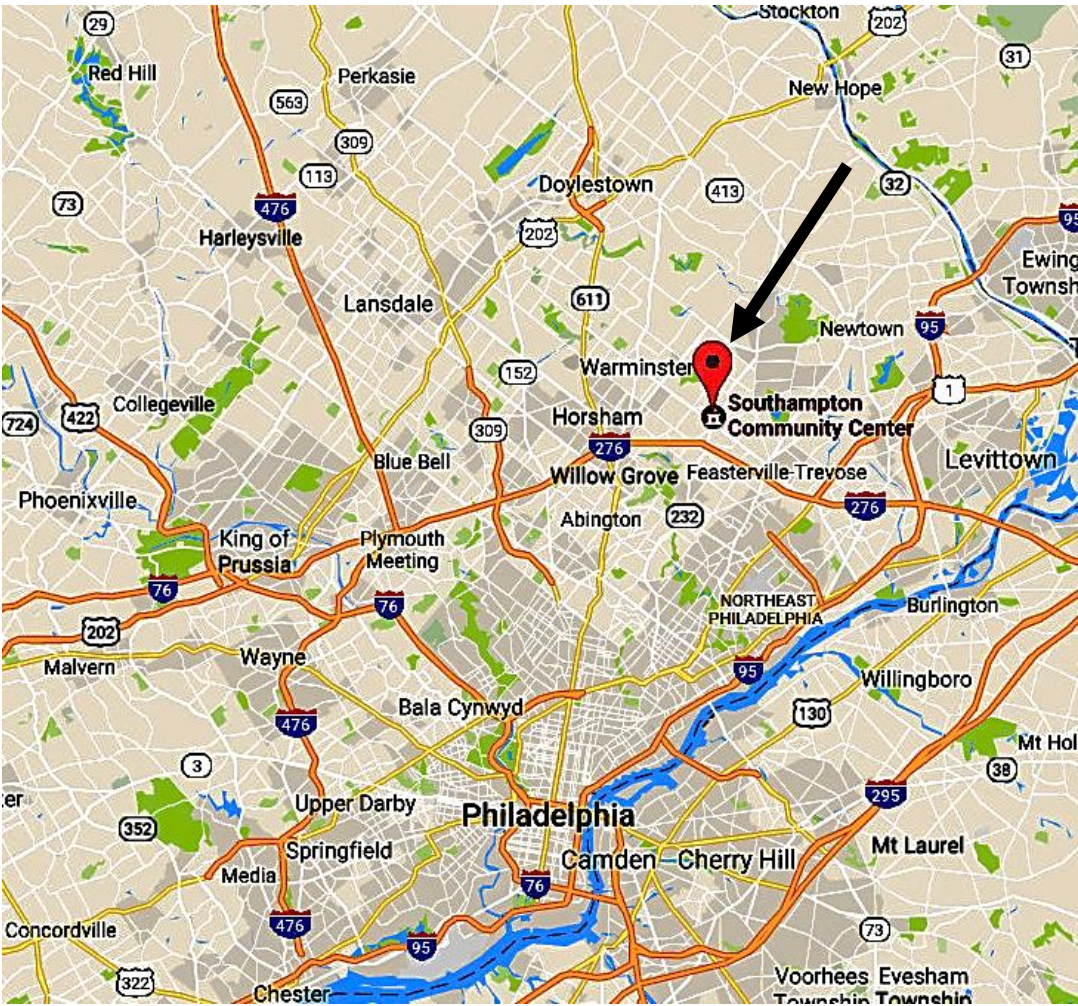 Stockton
29
202
31
Red Hill
Perkasie
New Hope
563
309
113
Doylestown
413
32
73
476
Harleysville
202
95
Ewing
Townsh
611
Lansdale
Newtown
95
152
Warminster
1
422
Collegeville
724
Southampton
Community Center
Horsham
309
276
Blue Bell
Levittown
Willow Grove
Feasterville-Trevose
Phoenixville
276
Abington
232
King of
Prussia
Plymouth
Meeting
76
76
NORTHEAST
PHILADELPHIA
Burlington
202
Malvern
Wayne
95
Willingboro
Bala Cynwyd
476
130
Mt Hol
3
38
ter
295
Upper Darby
Philadelphia
352
Springfield
Mt Laurel
Camden
Cherry Hill
Media
76
476
Concordville
95
73
322
Chester
Voorhees
Township
Evesham
Township